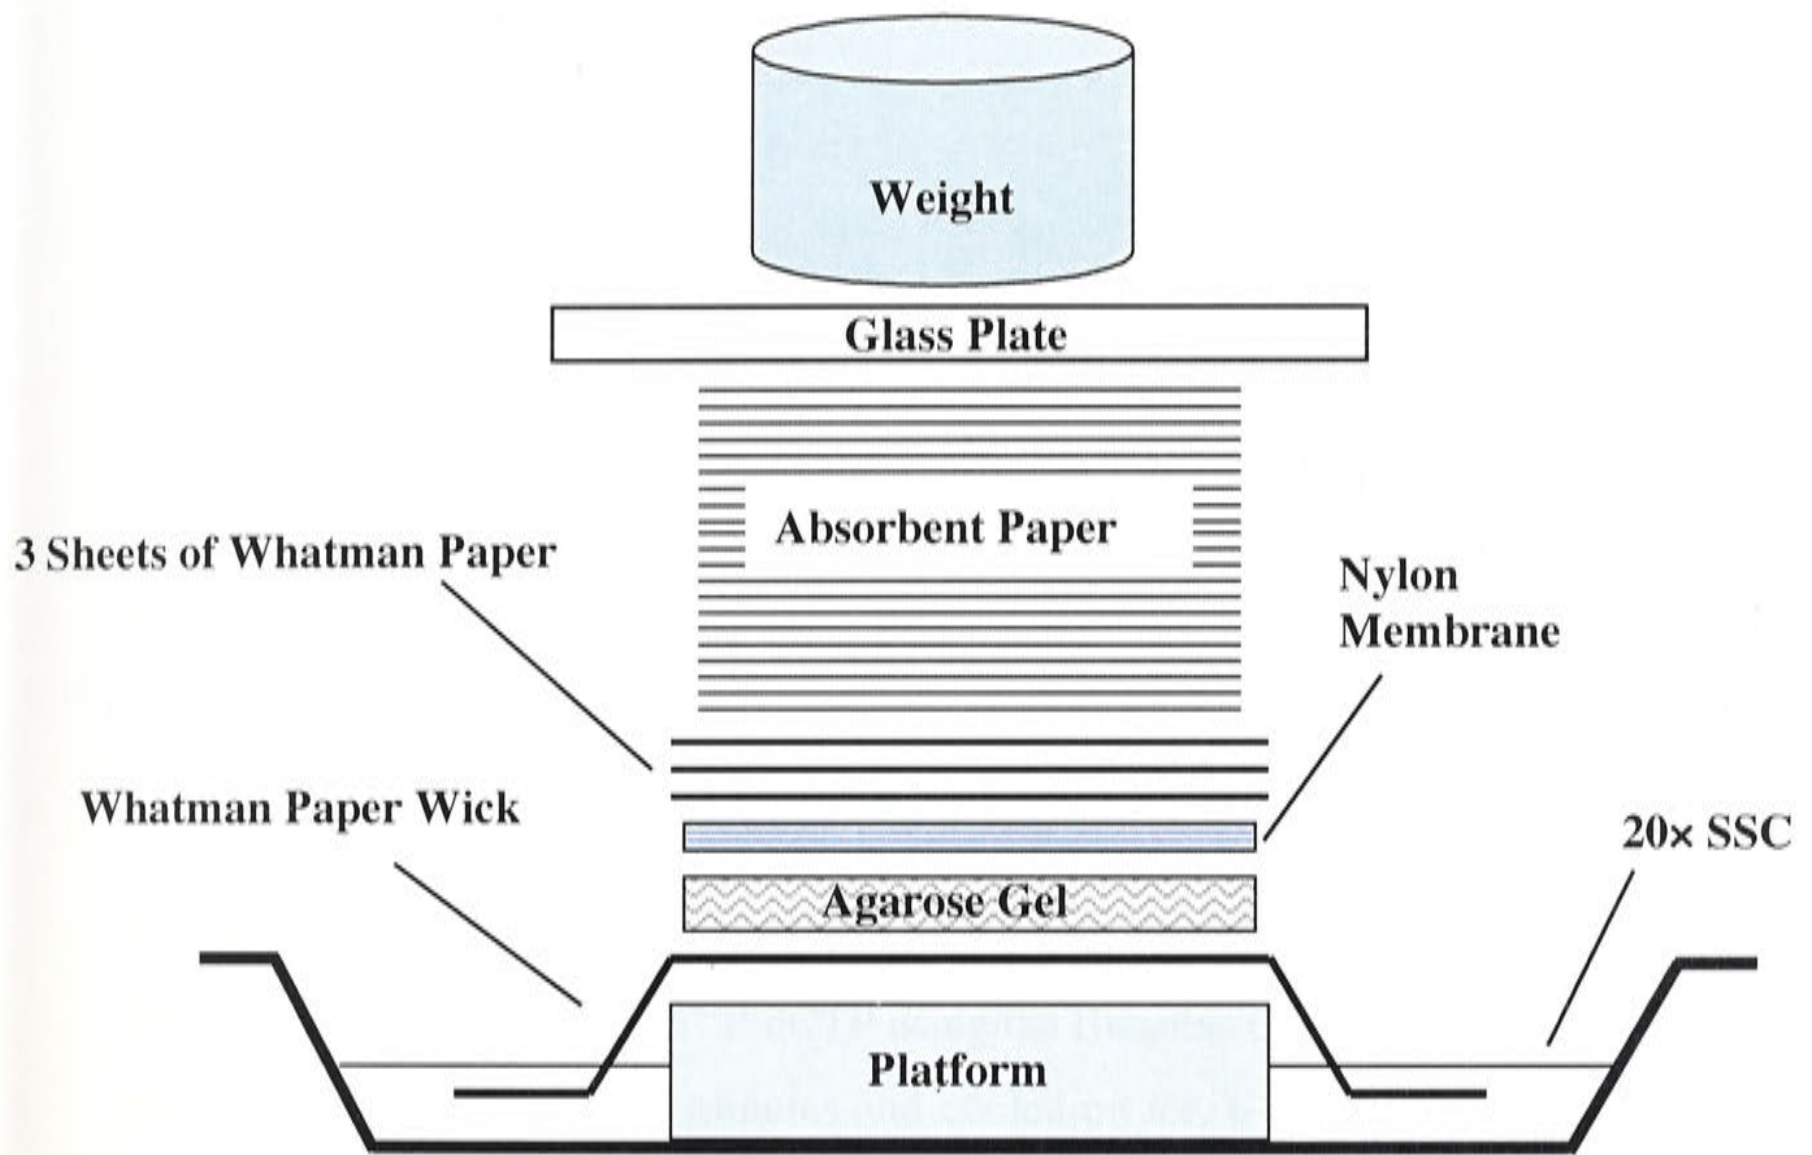 Weight
Glass Plate
Absorbent Paper
3 Sheets of Whatman Paper
Nylon
Membrane
Whatman Paper Wick
20× SSC
Agarose Gel
Platform